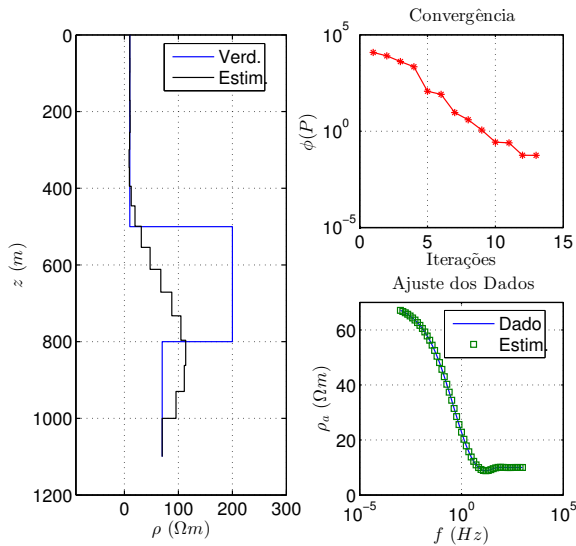 Verd.
Estim.
0
200
400
600
800
1000
1200
z (m)
0
100
200
300
ρ (Ωm)
Convergência
10^5
10^0
10^-5
ϕ(P)
0
5
10
15
Iterações
Ajuste dos Dados
Dado
Estim.
60
40
20
0
ρ_a (Ωm)
10^-5
10^0
10^5
f (Hz)